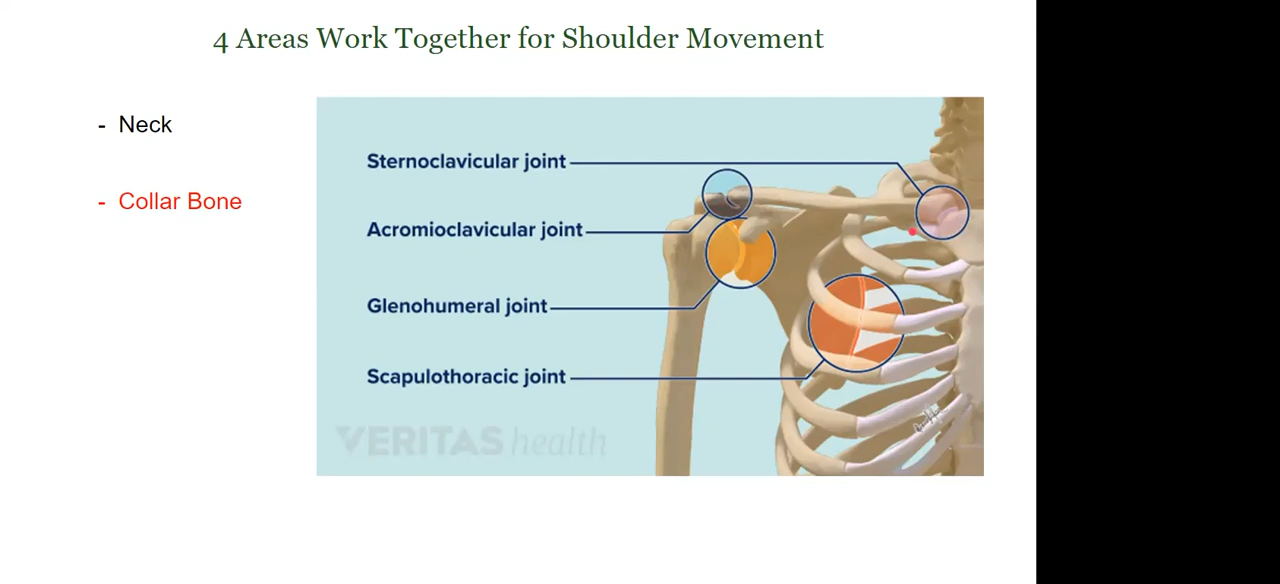 4 Areas Work Together for Shoulder Movement
- Neck
- Collar Bone
Sternoclavicular joint
Acromioclavicular joint
Glenohumeral joint
Scapulothoracic joint
VERITAS health